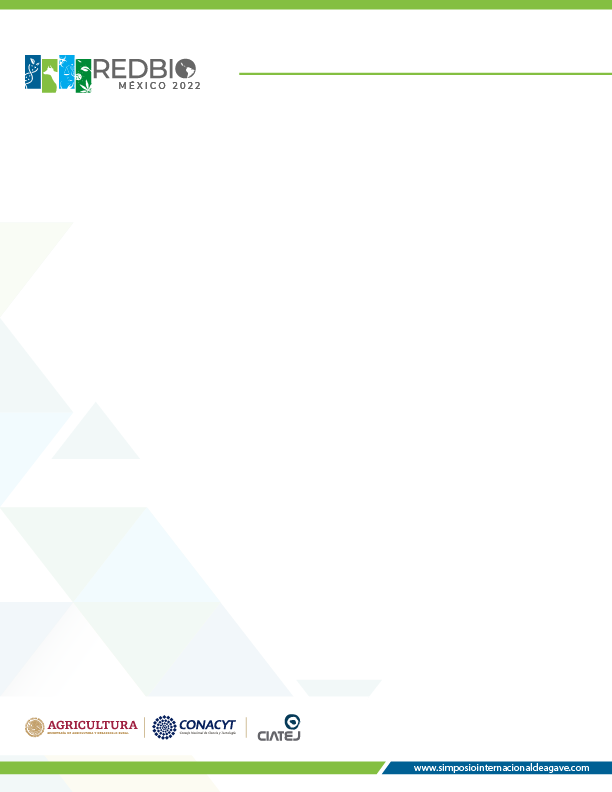 REDBIO
MÉXICO 2022
AGRICULTURA
SECRETARÍA DE AGRICULTURA Y DESARROLLO RURAL
CONACYT
Consejo Nacional de Ciencia y Tecnología
CIATEJ
www.simposiointernacionaldeagave.com